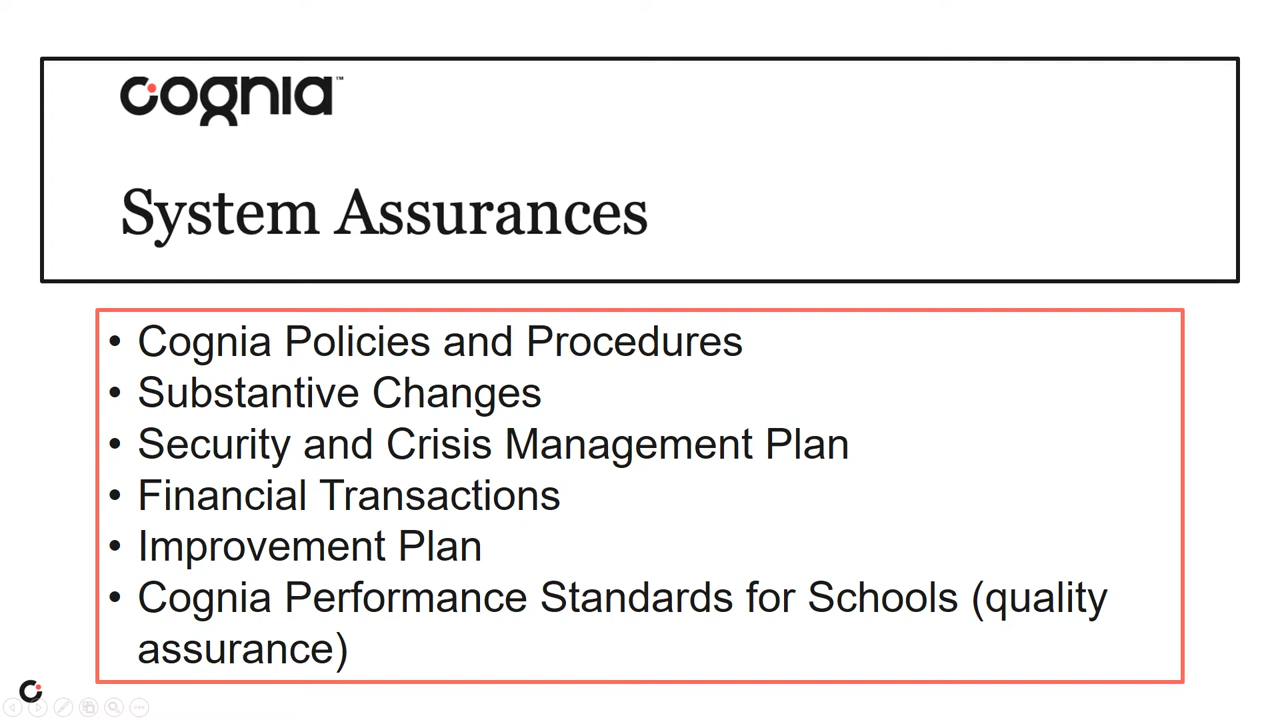 cognia™
System Assurances
• Cognia Policies and Procedures
• Substantive Changes
• Security and Crisis Management Plan
• Financial Transactions
• Improvement Plan
• Cognia Performance Standards for Schools (quality
assurance)